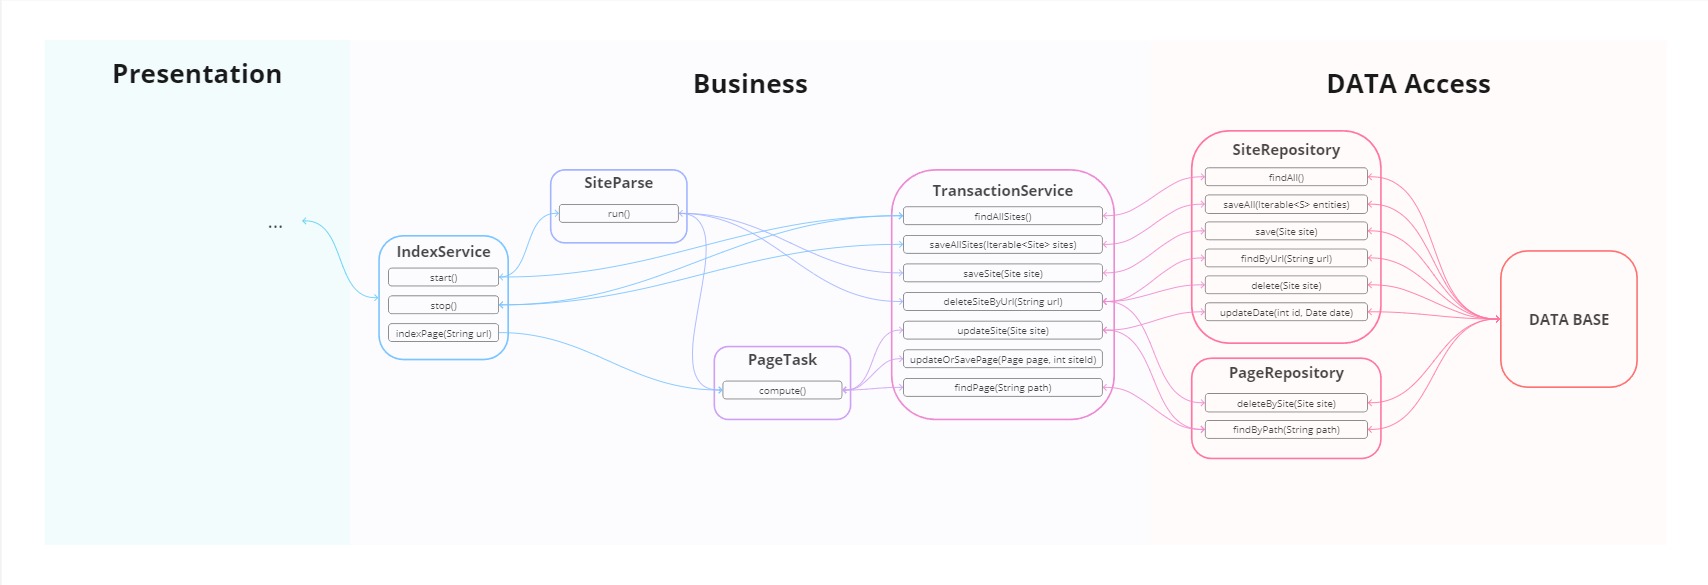 Presentation
Business
DATA Access
...
IndexService
start()
stop()
indexPage(String url)
SiteParse
run()
PageTask
compute()
TransactionService
findAllSites()
saveAllSites(Iterable<Site> sites)
saveSite(Site site)
deleteSiteByUrl(String url)
updateSite(Site site)
updateOrSavePage(Page page, int siteId)
findPage(String path)
SiteRepository
findAll()
saveAll(Iterable<S> entities)
save(Site site)
findByUrl(String url)
delete(Site site)
updateDate(int id, Date date)
PageRepository
deleteBySite(Site site)
findByPath(String path)
DATA BASE